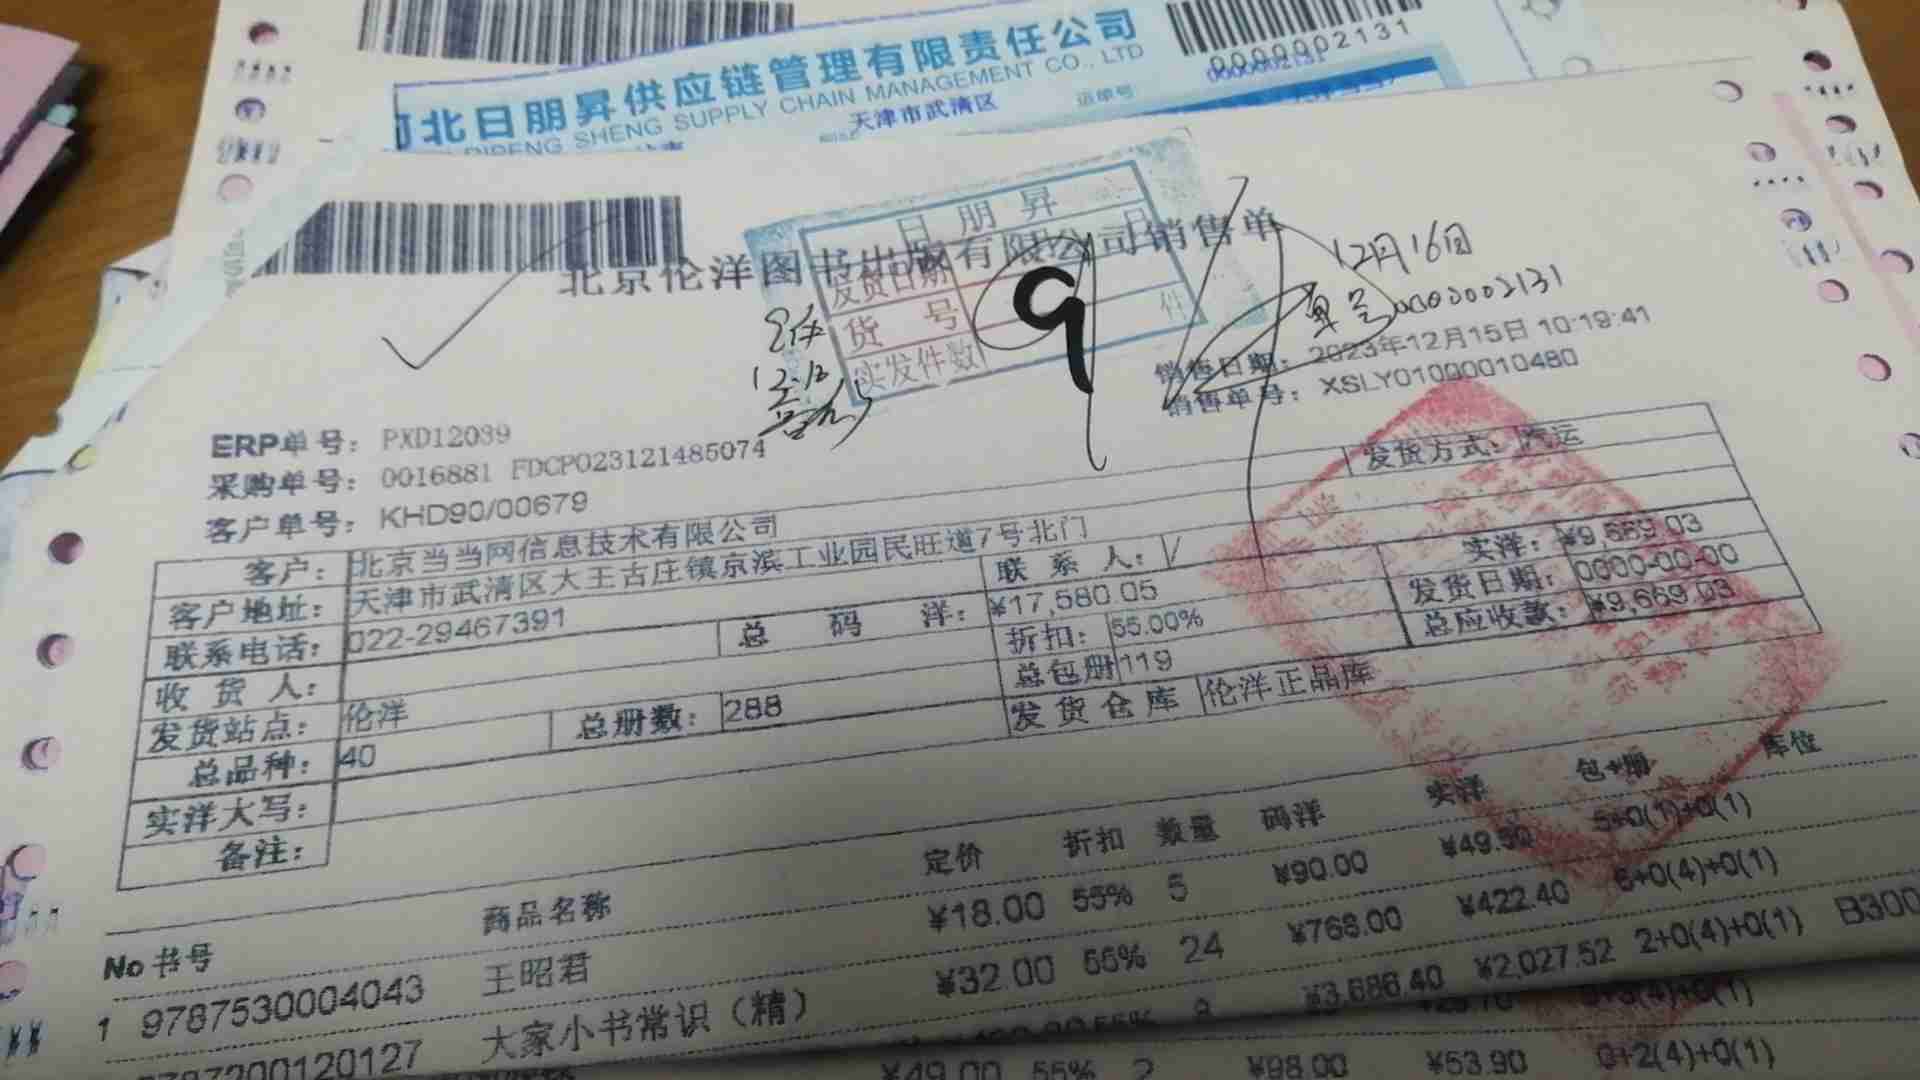 北日朋昇供应链管理有限责任公司
SHENG SUPPLY CHAIN MANAGEMENT CO., LTD
天津市武清区
运单号
0000002131
000002131
日朋昇
发货日期
货号
件
实发件数
9
北京伦洋图书出版有限公司销售单
12月16日
单号0000002131
销售日期: 2023年12月15日 10:19:41
销售单号: XSLY01000010480
ERP单号: PXD12039
采购单号: 0016881 FDCP023121485074
客户单号: KHD90/00679
发货方式: 汽运
客户: 北京当当网信息技术有限公司
客户地址: 天津市武清区大王古庄镇京滨工业园民旺道7号北门
联系电话: 022-29467391
联系人:
实洋: ¥9,669.03
收货人:
总码洋: ¥17,580.05
发货日期: 0000-00-00
折扣: 55.00%
总应收款: ¥9,669.03
发货站点: 伦洋
总册数: 288
总包册 119
总品种: 40
发货仓库 伦洋正品库
实洋大写:
备注:
No 书号 商品名称 定价 折扣 数量 码洋 实洋 包+册 库位
1 9787530004043 王昭君 ¥18.00 55% 5 ¥90.00 ¥49.50 5+0(1)+0(1)
9787200120127 大家小书常识（精） ¥32.00 55% 24 ¥768.00 ¥422.40 6+0(4)+0(1)
¥3,686.40 ¥2,027.52 2+0(4)+0(1) B300
¥49.00 55% 2 ¥98.00 ¥53.90 0+2(4)+0(1)